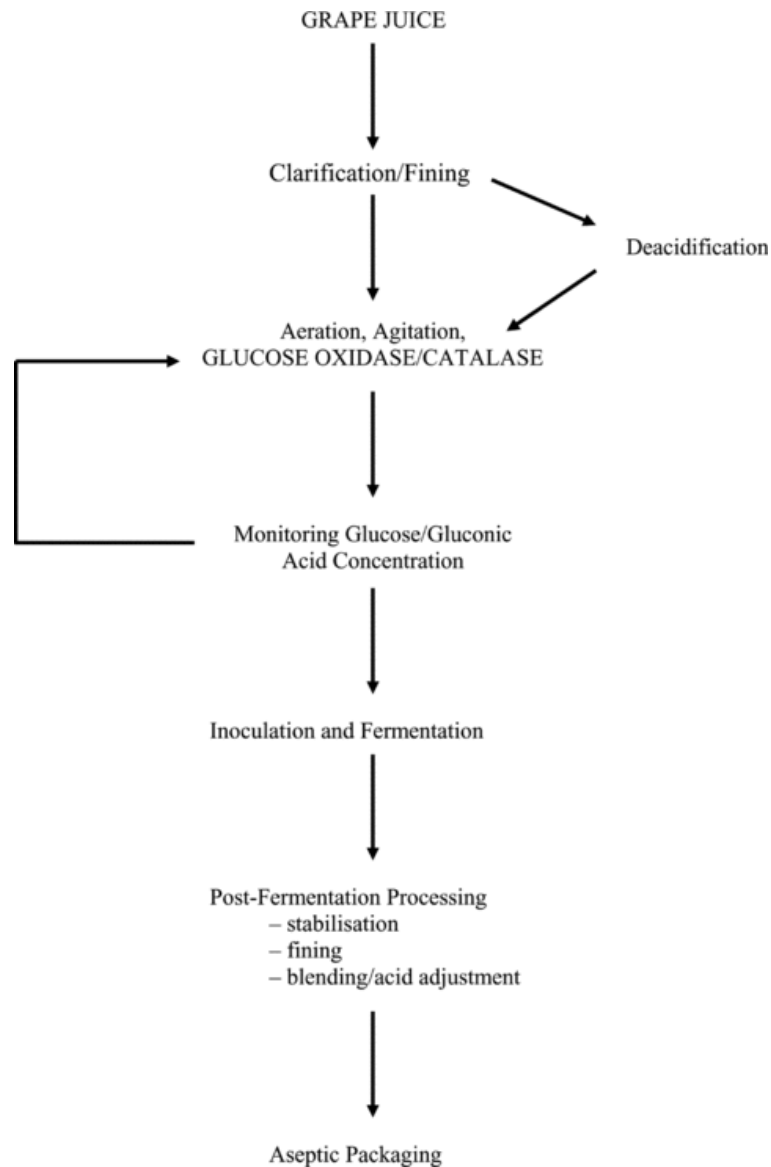 GRAPE JUICE
Clarification/Fining
Deacidification
Aeration, Agitation,
GLUCOSE OXIDASE/CATALASE
Monitoring Glucose/Gluconic
Acid Concentration
Inoculation and Fermentation
Post-Fermentation Processing
– stabilisation
– fining
– blending/acid adjustment
Aseptic Packaging